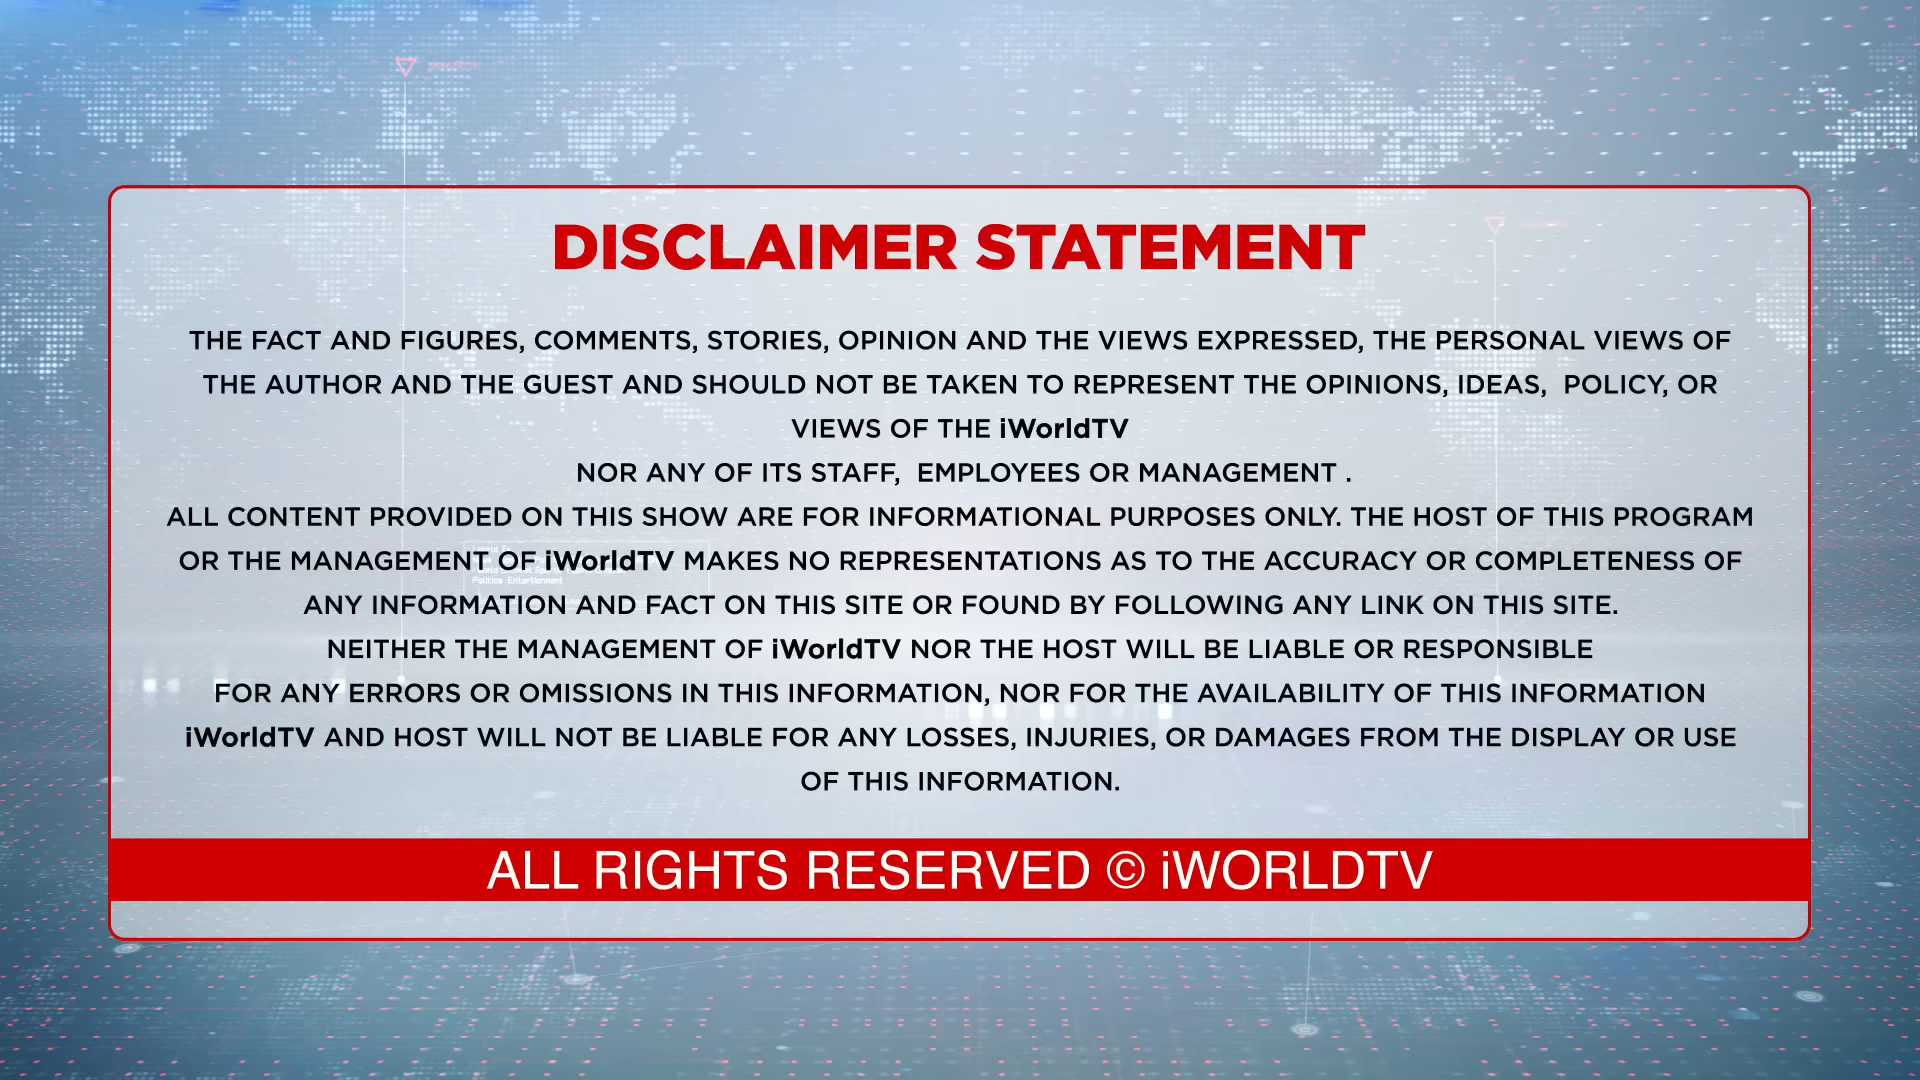 DISCLAIMER STATEMENT
THE FACT AND FIGURES, COMMENTS, STORIES, OPINION AND THE VIEWS EXPRESSED, THE PERSONAL VIEWS OF
THE AUTHOR AND THE GUEST AND SHOULD NOT BE TAKEN TO REPRESENT THE OPINIONS, IDEAS,  POLICY, OR
VIEWS OF THE iWorldTV
NOR ANY OF ITS STAFF,  EMPLOYEES OR MANAGEMENT .
ALL CONTENT PROVIDED ON THIS SHOW ARE FOR INFORMATIONAL PURPOSES ONLY. THE HOST OF THIS PROGRAM
OR THE MANAGEMENT OF iWorldTV MAKES NO REPRESENTATIONS AS TO THE ACCURACY OR COMPLETENESS OF
Politice Entertionment
ANY INFORMATION AND FACT ON THIS SITE OR FOUND BY FOLLOWING ANY LINK ON THIS SITE.
NEITHER THE MANAGEMENT OF iWorldTV NOR THE HOST WILL BE LIABLE OR RESPONSIBLE
FOR ANY ERRORS OR OMISSIONS IN THIS INFORMATION, NOR FOR THE AVAILABILITY OF THIS INFORMATION
iWorldTV AND HOST WILL NOT BE LIABLE FOR ANY LOSSES, INJURIES, OR DAMAGES FROM THE DISPLAY OR USE
OF THIS INFORMATION.
ALL RIGHTS RESERVED © iWORLDTV